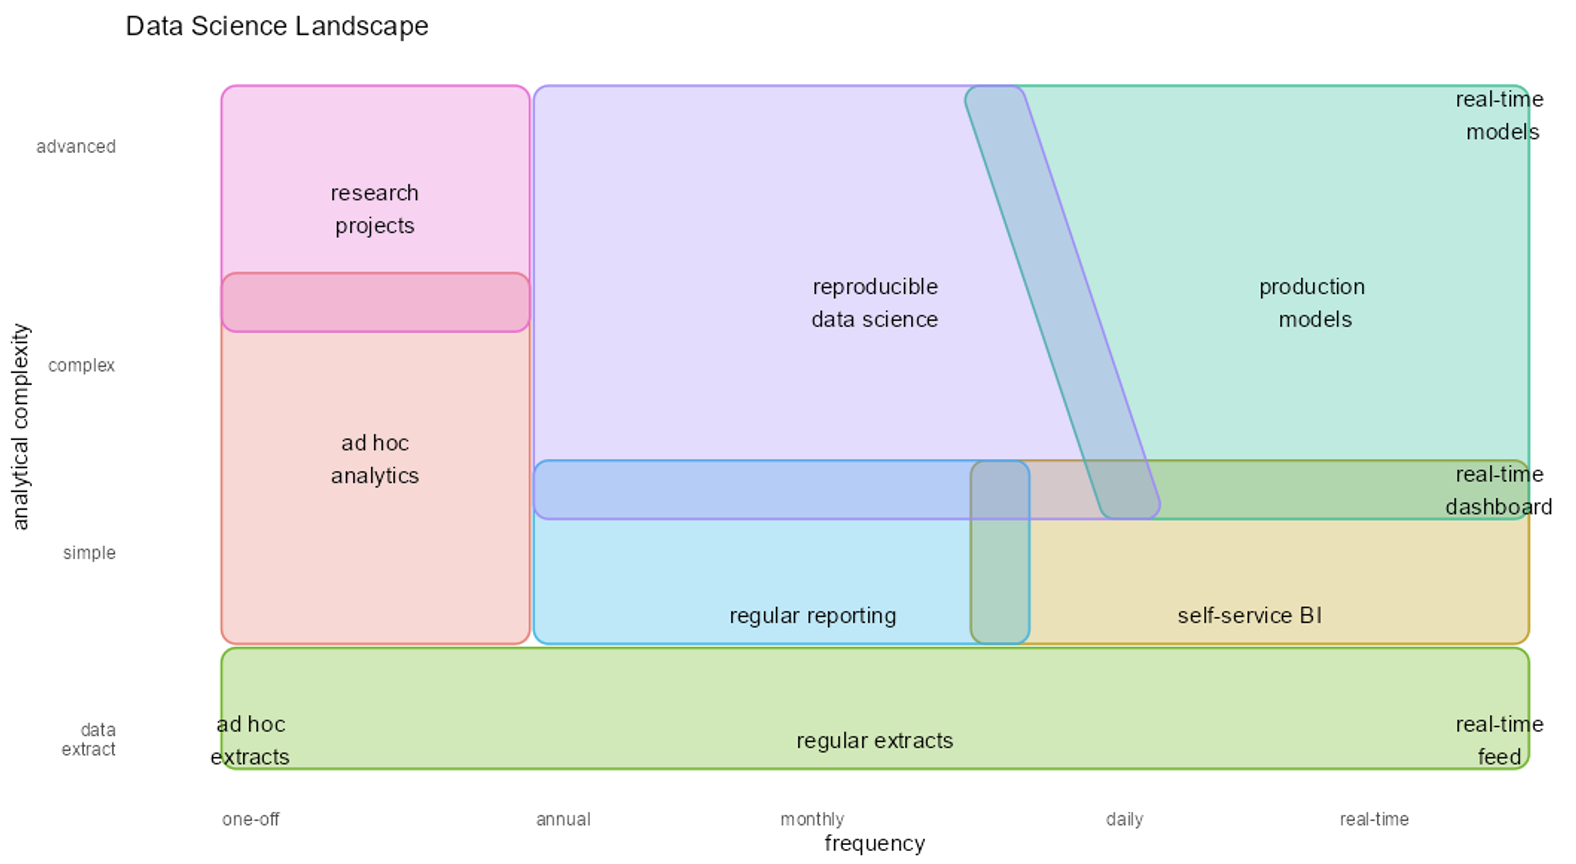 Data Science Landscape
real-time
models
advanced
research
projects
reproducible
data science
production
models
complex
analytical complexity
ad hoc
analytics
real-time
dashboard
simple
regular reporting
self-service BI
data
extract
ad hoc
extracts
regular extracts
real-time
feed
one-off
annual
monthly
daily
real-time
frequency